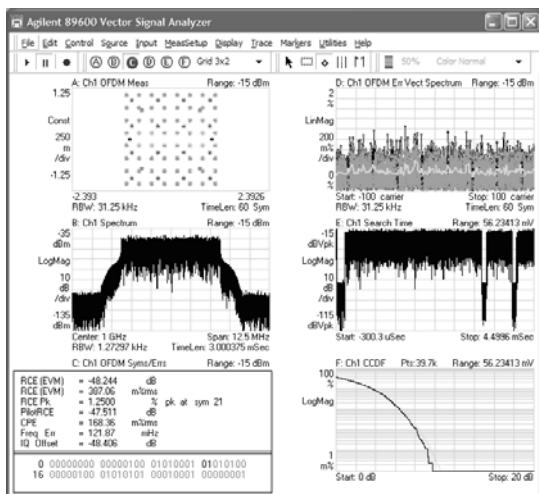 Agilent 89600 Vector Signal Analyzer
File Edit Control Source Input MeasSetup Display Trace Markers Utilities Help
A B C D E F Grid 3x2 50% Color Normal
A: Ch1 OFDM Meas Range: -15 dBm
1.25
Const
250
m
/div
-1.25
-2.393 2.3926
RBW: 31.25 kHz TimeLen: 60 Sym
B: Ch1 Spectrum Range: -15 dBm
-35
dBm
LogMag
10
dB
/div
-135
dBm
Center: 1 GHz Span: 12.5 MHz
RBW: 1.27297 kHz TimeLen: 3.000375 mSec
C: Ch1 OFDM Syms/Errs Range: -15 dBm
RCE (EVM) = -48.244 dB
RCE (EVM) = 387.06 m%rms
RCE Pk = 1.2500 % pk at sym 21
PilotRCE = -47.511 dB
CPE = 168.36 m%rms
Freq Err = 121.87 mHz
IQ Offset = -48.406 dB
0 00000000 00000100 01010001 01010100
16 00000100 01010101 00010001 00000001
D: Ch1 OFDM Err Vect Spectrum Range: -15 dBm
2
%
LinMag
200
m%
/div
0
%
Start: -100 carrier Stop: 100 carrier
RBW: 31.25 kHz TimeLen: 60 Sym
E: Ch1 Search Time Range: 56.23413 mV
-15
dBVpk
LogMag
10
dB
/div
-115
dBVpk
Start: -300.3 uSec Stop: 4.4996 mSec
F: Ch1 CCDF Pts:39.7k Range: 56.23413 mV
100
%
LogMag
1
m%
Start: 0 dB Stop: 20 dB